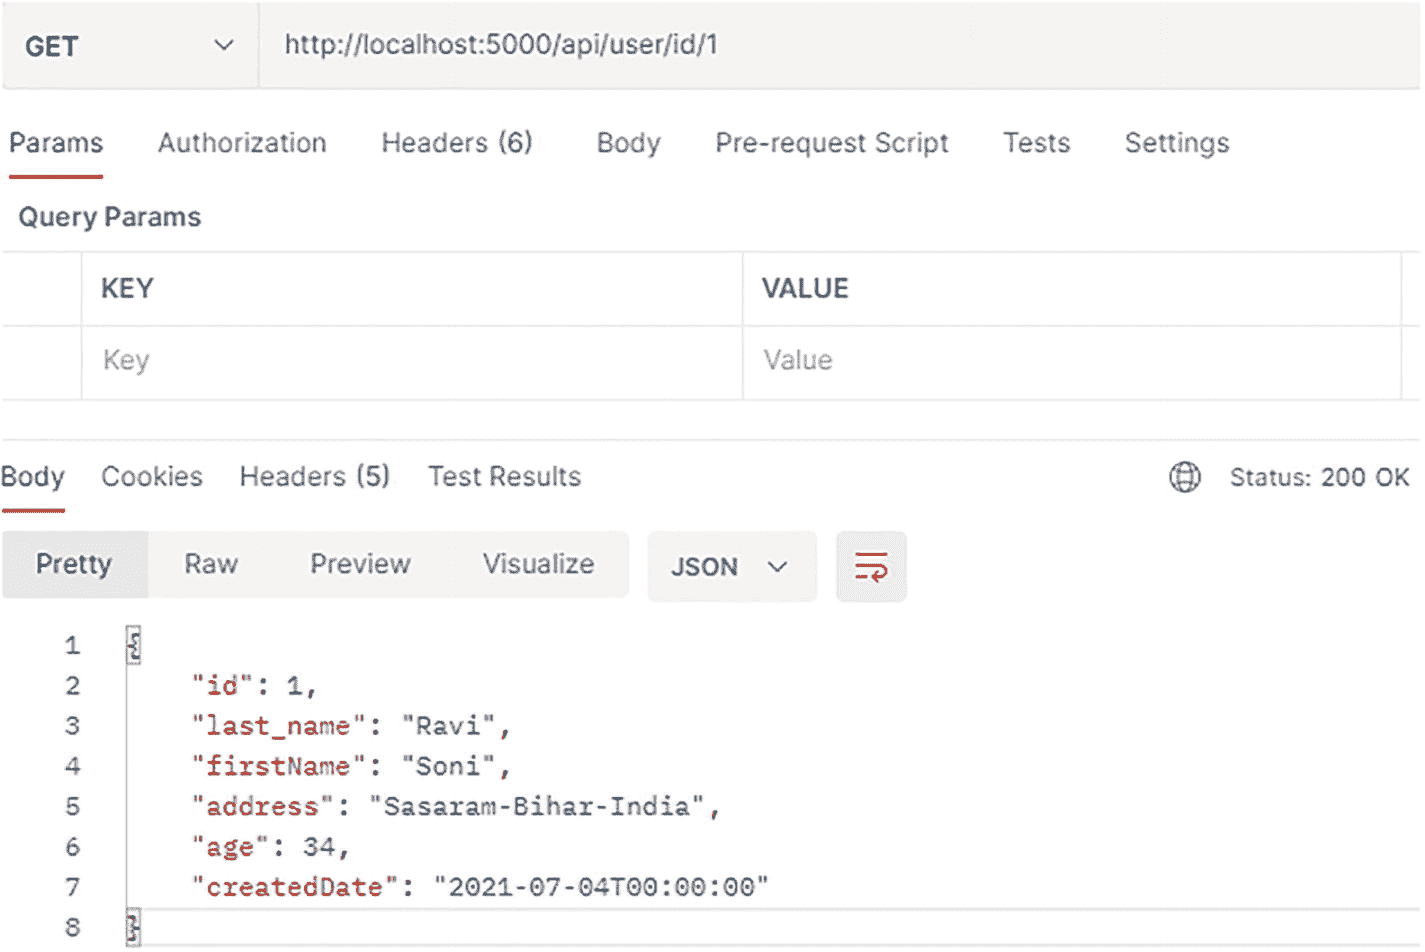 GET http://localhost:5000/api/user/id/1
Params Authorization Headers (6) Body Pre-request Script Tests Settings
Query Params
KEY VALUE
Key Value
Body Cookies Headers (5) Test Results Status: 200 OK
Pretty Raw Preview Visualize JSON
1 {
2 "id": 1,
3 "last_name": "Ravi",
4 "firstName": "Soni",
5 "address": "Sasaram-Bihar-India",
6 "age": 34,
7 "createdDate": "2021-07-04T00:00:00"
8 }